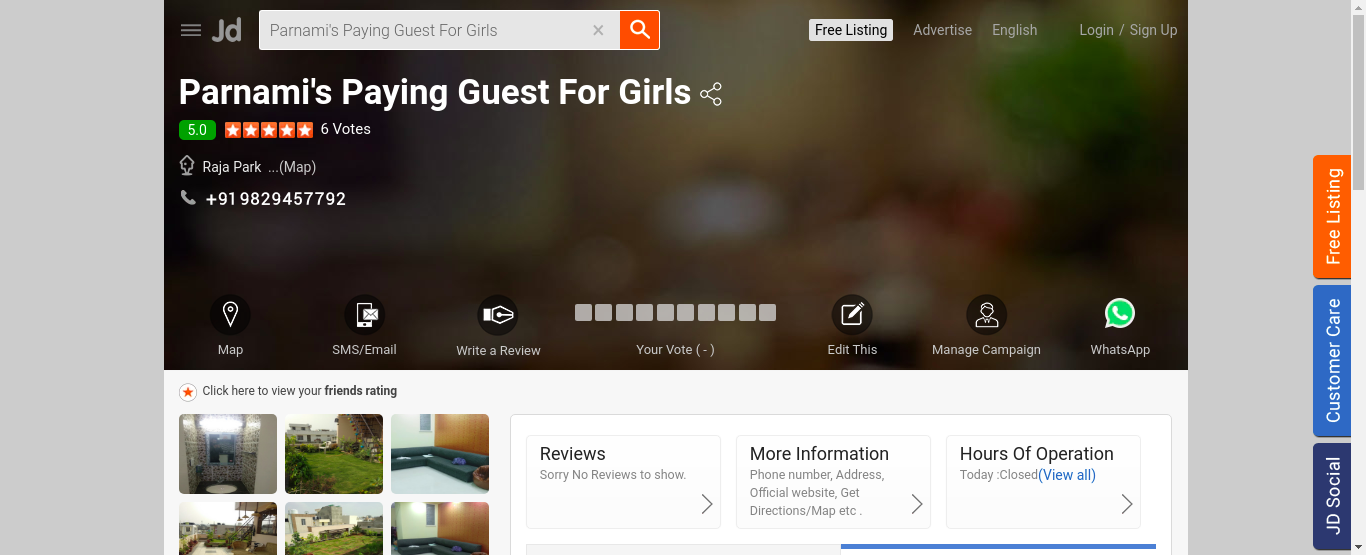 Jd
Parnami's Paying Guest For Girls
Free Listing
Advertise
English
Login / Sign Up
Parnami's Paying Guest For Girls
5.0
6 Votes
Raja Park ...(Map)
+91 9829457792
Map
SMS/Email
Write a Review
Your Vote ( - )
Edit This
Manage Campaign
WhatsApp
Click here to view your friends rating
Reviews
Sorry No Reviews to show.
More Information
Phone number, Address,
Official website, Get
Directions/Map etc .
Hours Of Operation
Today :Closed(View all)
Free Listing
Customer Care
JD Social